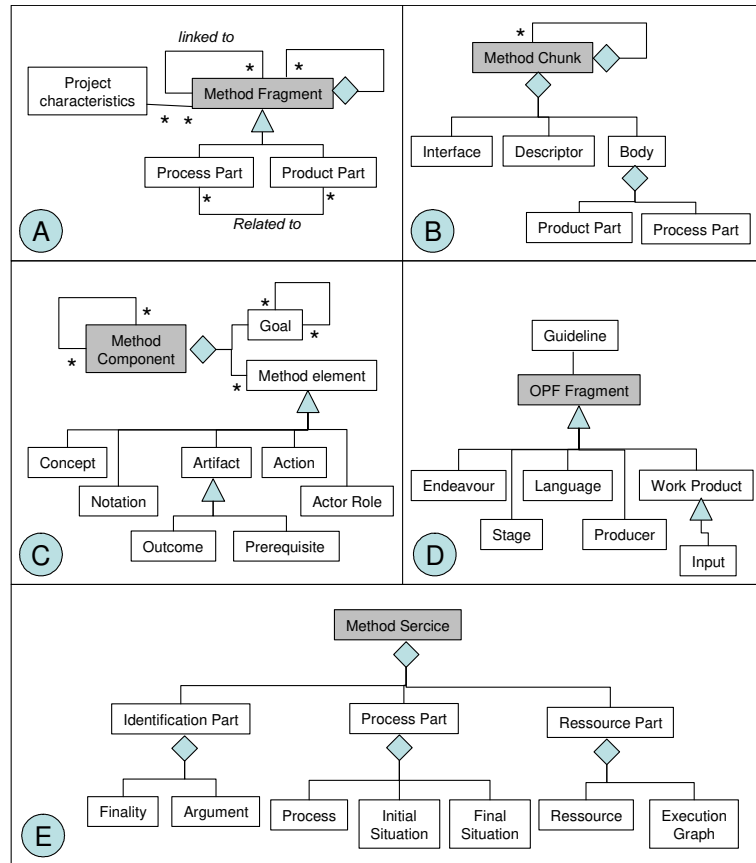 linked to
* *
Project
characteristics
Method Fragment
* *
Process Part
Product Part
* *
Related to
A
*
Method Chunk
Interface
Descriptor
Body
Product Part
Process Part
B
* *
Method
Component
* *
Goal
*
Method element
Concept
Artifact
Action
Notation
Actor Role
Outcome
Prerequisite
C
Guideline
OPF Fragment
Endeavour
Language
Work Product
Stage
Producer
Input
D
Method Sercice
Identification Part
Process Part
Ressource Part
Finality
Argument
Process
Initial
Situation
Final
Situation
Ressource
Execution
Graph
E